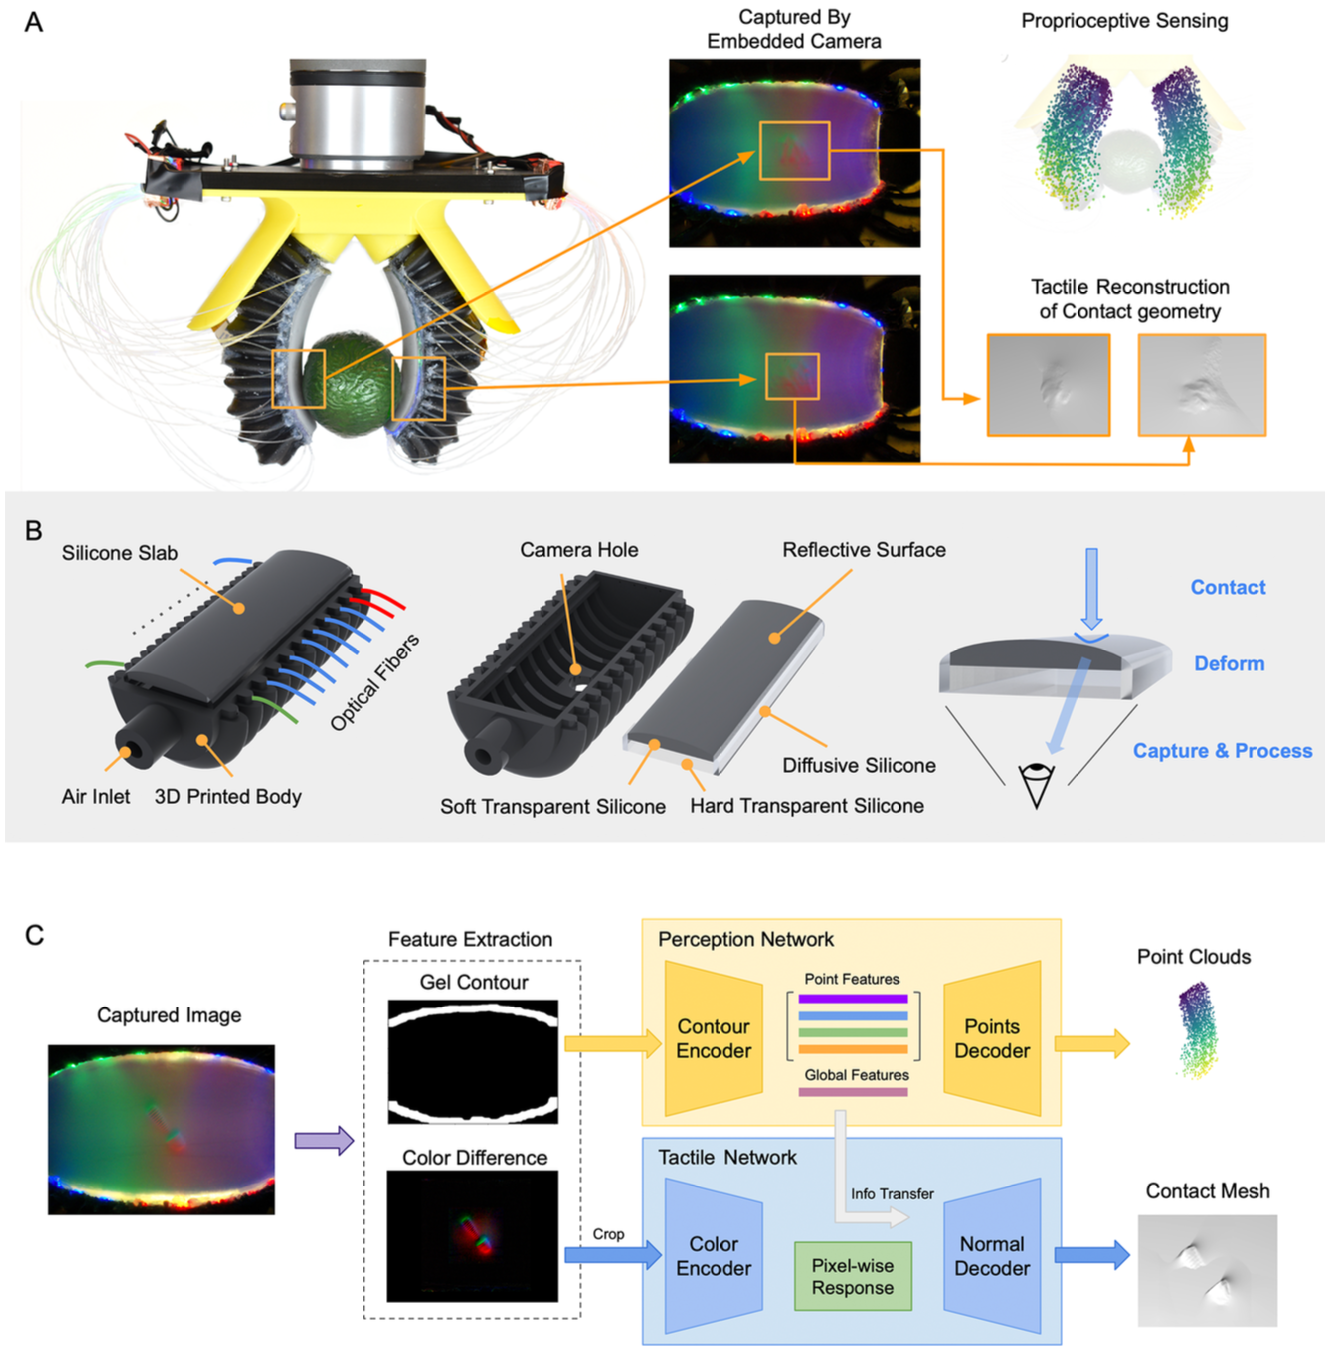 A
Captured By
Embedded Camera
Proprioceptive Sensing
Tactile Reconstruction
of Contact geometry
B
Silicone Slab
Optical Fibers
Air Inlet
3D Printed Body
Camera Hole
Reflective Surface
Diffusive Silicone
Soft Transparent Silicone
Hard Transparent Silicone
Contact
Deform
Capture & Process
C
Captured Image
Feature Extraction
Gel Contour
Color Difference
Crop
Perception Network
Contour
Encoder
Point Features
Global Features
Points
Decoder
Point Clouds
Tactile Network
Info Transfer
Color
Encoder
Pixel-wise
Response
Normal
Decoder
Contact Mesh